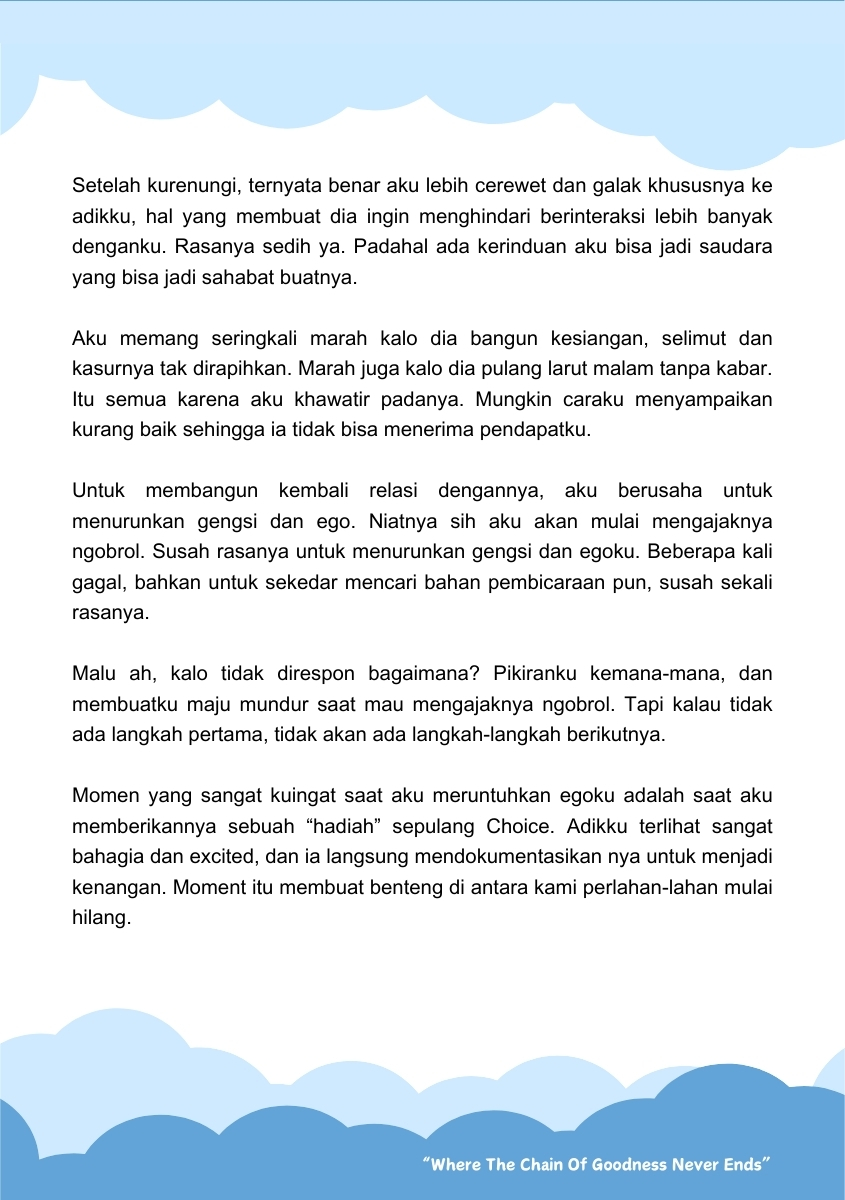 Setelah kurenungi, ternyata benar aku lebih cerewet dan galak khususnya ke
adikku, hal yang membuat dia ingin menghindari berinteraksi lebih banyak
denganku. Rasanya sedih ya. Padahal ada kerinduan aku bisa jadi saudara
yang bisa jadi sahabat buatnya.
Aku memang seringkali marah kalo dia bangun kesiangan, selimut dan
kasurnya tak dirapihkan. Marah juga kalo dia pulang larut malam tanpa kabar.
Itu semua karena aku khawatir padanya. Mungkin caraku menyampaikan
kurang baik sehingga ia tidak bisa menerima pendapatku.
Untuk membangun kembali relasi dengannya, aku berusaha untuk
menurunkan gengsi dan ego. Niatnya sih aku akan mulai mengajaknya
ngobrol. Susah rasanya untuk menurunkan gengsi dan egoku. Beberapa kali
gagal, bahkan untuk sekedar mencari bahan pembicaraan pun, susah sekali
rasanya.
Malu ah, kalo tidak direspon bagaimana? Pikiranku kemana-mana, dan
membuatku maju mundur saat mau mengajaknya ngobrol. Tapi kalau tidak
ada langkah pertama, tidak akan ada langkah-langkah berikutnya.
Momen yang sangat kuingat saat aku meruntuhkan egoku adalah saat aku
memberikannya sebuah “hadiah” sepulang Choice. Adikku terlihat sangat
bahagia dan excited, dan ia langsung mendokumentasikan nya untuk menjadi
kenangan. Moment itu membuat benteng di antara kami perlahan-lahan mulai
hilang.
“Where The Chain Of Goodness Never Ends”